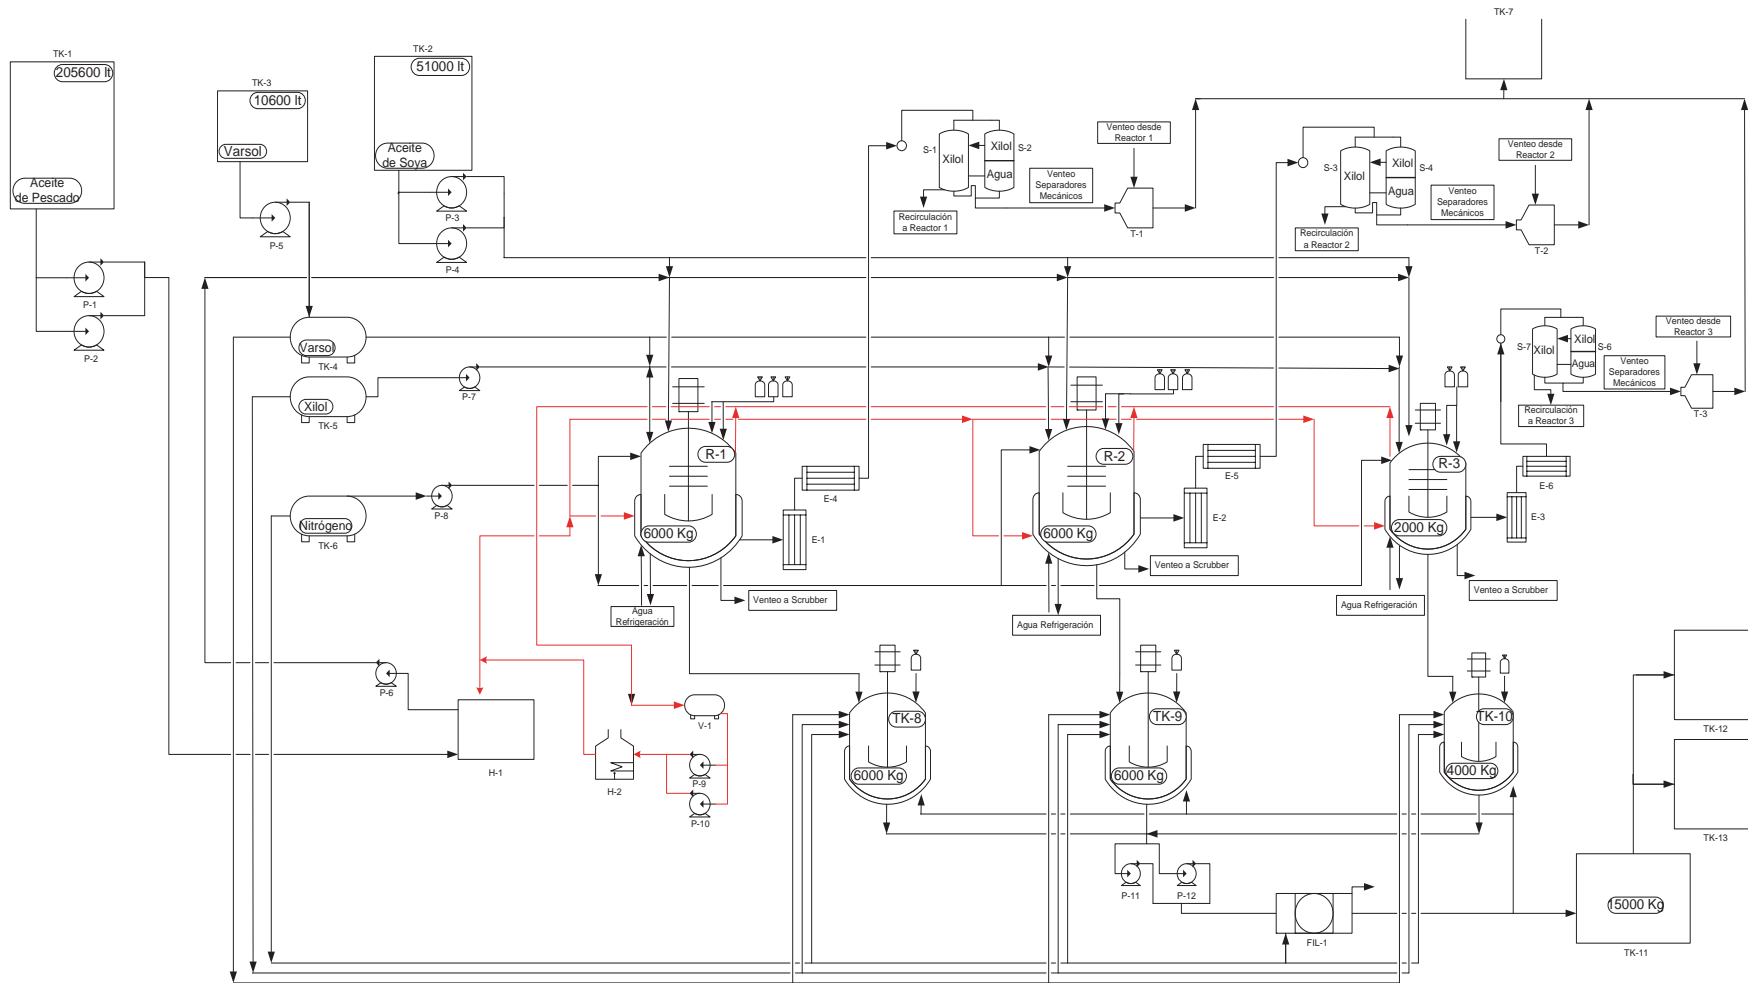 TK-7
TK-1
205600 lt
Aceite
de Pescado
TK-3
10600 lt
Varsol
TK-2
51000 lt
Aceite
de Soya
P-3
P-4
P-5
P-1
P-2
S-1
Xilol
Xilol
Agua
S-2
Recirculación
a Reactor 1
Venteo
Separadores
Mecánicos
Venteo desde
Reactor 1
T-1
S-3
Xilol
Xilol
Agua
S-4
Recirculación
a Reactor 2
Venteo
Separadores
Mecánicos
Venteo desde
Reactor 2
T-2
S-7
Xilol
Xilol
Agua
S-6
Recirculación
a Reactor 3
Venteo
Separadores
Mecánicos
Venteo desde
Reactor 3
T-3
Varsol
TK-4
Xilol
TK-5
P-7
Nitrógeno
TK-6
P-8
R-1
6000 Kg
E-1
E-4
Agua
Refrigeración
Venteo a Scrubber
R-2
6000 Kg
E-2
E-5
Agua Refrigeración
Venteo a Scrubber
R-3
2000 Kg
E-3
E-6
Agua Refrigeración
Venteo a Scrubber
P-6
H-1
H-2
V-1
P-9
P-10
TK-8
6000 Kg
TK-9
6000 Kg
TK-10
4000 Kg
P-11
P-12
FIL-1
15000 Kg
TK-11
TK-12
TK-13